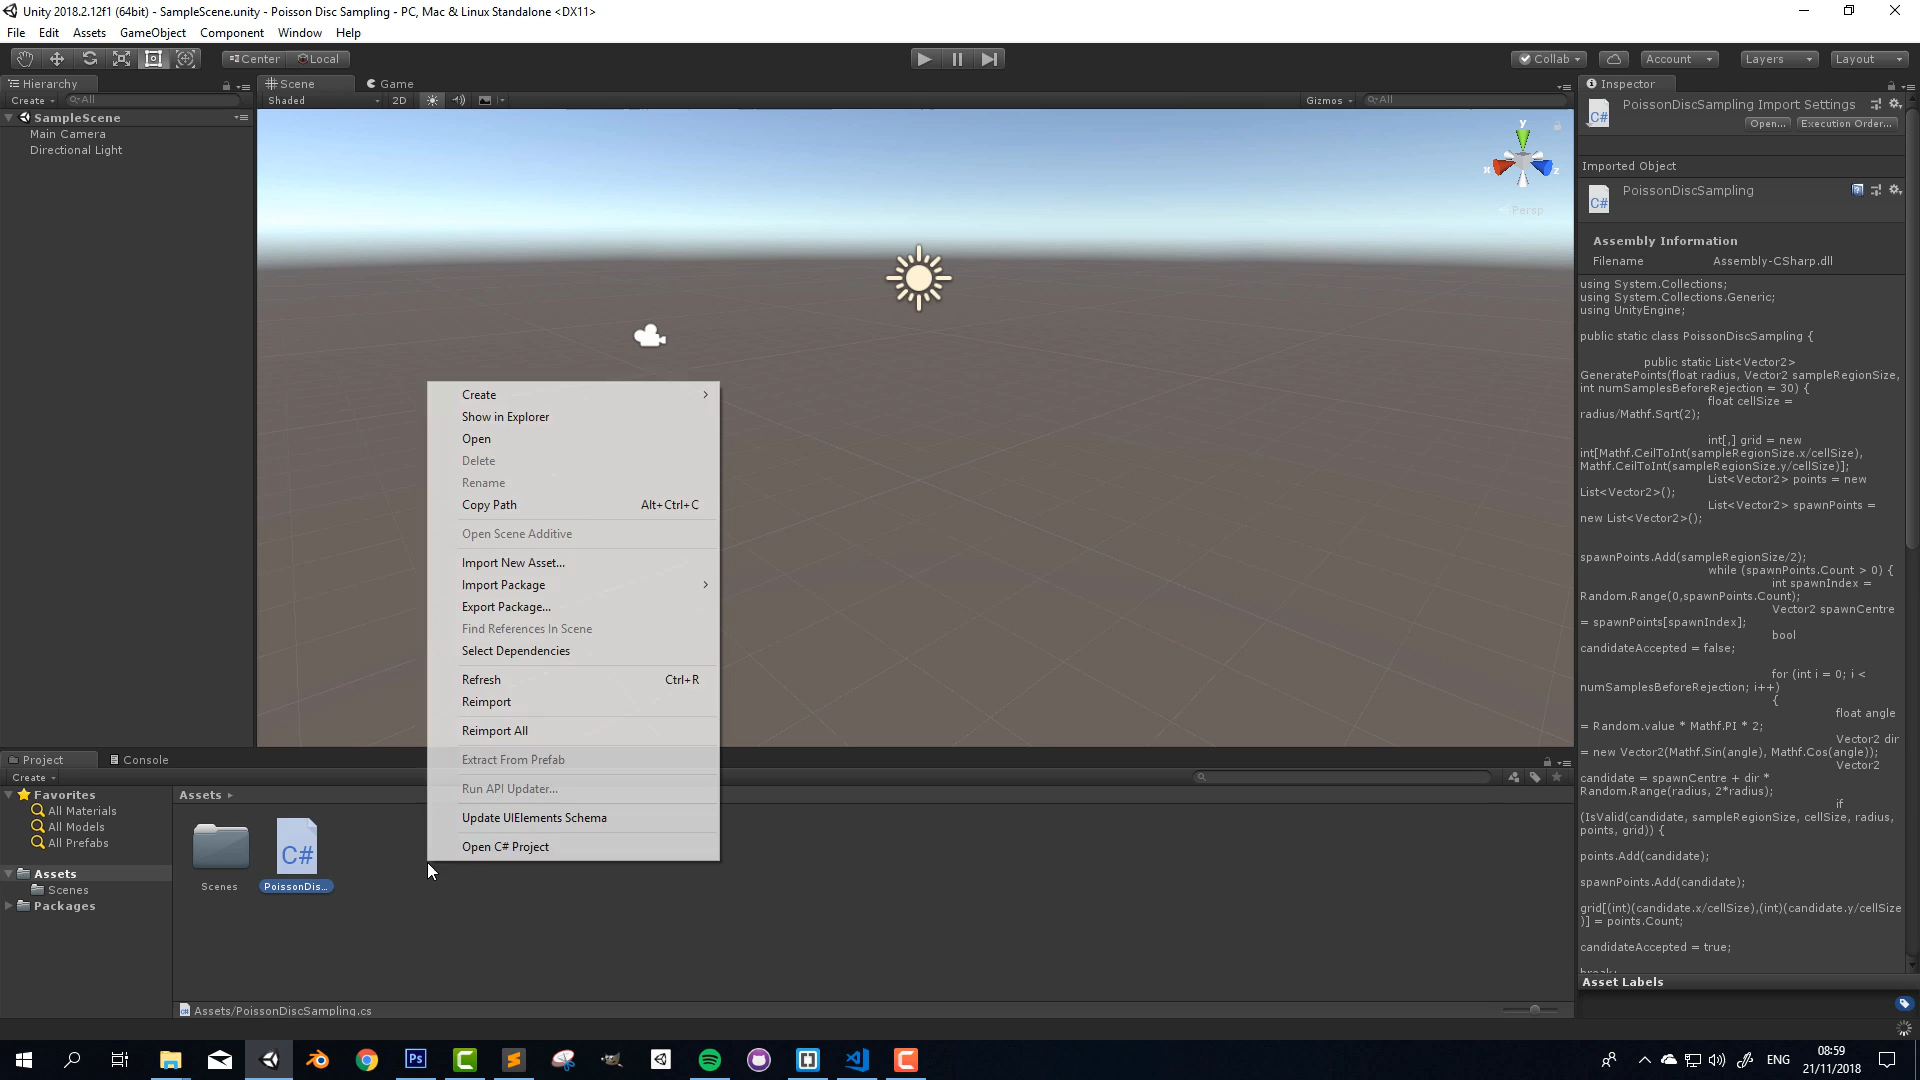 Unity 2018.2.12f1 (64bit) - SampleScene.unity - Poisson Disc Sampling - PC, Mac & Linux Standalone <DX11>
File Edit Assets GameObject Component Window Help
Center Local
Collab Account Layers Layout
Hierarchy
Create All
SampleScene
Main Camera
Directional Light
Scene Game
Shaded 2D Gizmos All
y
x
z
Persp
Create
Show in Explorer
Open
Delete
Rename
Copy Path Alt+Ctrl+C
Open Scene Additive
Import New Asset...
Import Package
Export Package...
Find References In Scene
Select Dependencies
Refresh Ctrl+R
Reimport
Reimport All
Extract From Prefab
Run API Updater...
Update UIElements Schema
Open C# Project
Project Console
Create
Favorites
All Materials
All Models
All Prefabs
Assets
Scenes
Packages
Assets
C#
Scenes
PoissonDis...
Assets/PoissonDiscSampling.cs
Inspector
C#
PoissonDiscSampling Import Settings
Open... Execution Order...
Imported Object
C#
PoissonDiscSampling
Assembly Information
Filename Assembly-CSharp.dll
using System.Collections;
using System.Collections.Generic;
using UnityEngine;
public static class PoissonDiscSampling {
public static List<Vector2>
GeneratePoints(float radius, Vector2 sampleRegionSize,
int numSamplesBeforeRejection = 30) {
float cellSize =
radius/Mathf.Sqrt(2);
int[,] grid = new
int[Mathf.CeilToInt(sampleRegionSize.x/cellSize),
Mathf.CeilToInt(sampleRegionSize.y/cellSize)];
List<Vector2> points = new
List<Vector2>();
List<Vector2> spawnPoints =
new List<Vector2>();
spawnPoints.Add(sampleRegionSize/2);
while (spawnPoints.Count > 0) {
int spawnIndex =
Random.Range(0,spawnPoints.Count);
Vector2 spawnCentre
= spawnPoints[spawnIndex];
bool
candidateAccepted = false;
for (int i = 0; i <
numSamplesBeforeRejection; i++)
{
float angle
= Random.value * Mathf.PI * 2;
Vector2 dir
= new Vector2(Mathf.Sin(angle), Mathf.Cos(angle));
Vector2
candidate = spawnCentre + dir *
Random.Range(radius, 2*radius);
if
(IsValid(candidate, sampleRegionSize, cellSize, radius,
points, grid)) {
points.Add(candidate);
spawnPoints.Add(candidate);
grid[(int)(candidate.x/cellSize),(int)(candidate.y/cellSize
)] = points.Count;
candidateAccepted = true;
break;
Asset Labels
Ps
ENG
08:59
21/11/2018